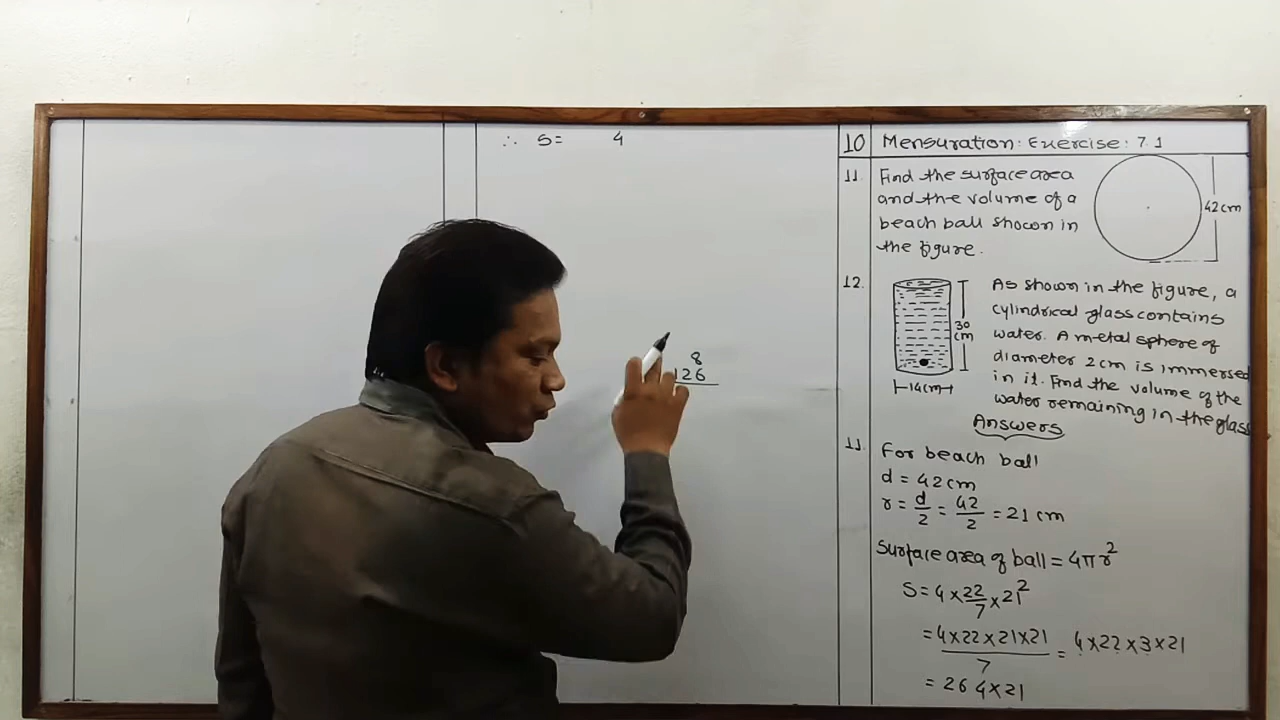 ∴ S= 4
8
126
10 Mensuration: Exercise: 7.1
11. Find the surface area
and the volume of a
beach ball shown in
the figure.
42cm
12. As shown in the figure, a
cylindrical glass contains
water. A metal sphere of
diameter 2cm is immersed
in it. Find the volume of the
water remaining in the glass
30
cm
14cm
Answers
11. For beach ball
d = 42cm
r = d/2 = 42/2 = 21 cm
Surface area of ball = 4πr²
S = 4 × 22/7 × 21²
= 4×22×21×21/7 = 4×22×3×21
= 264×21